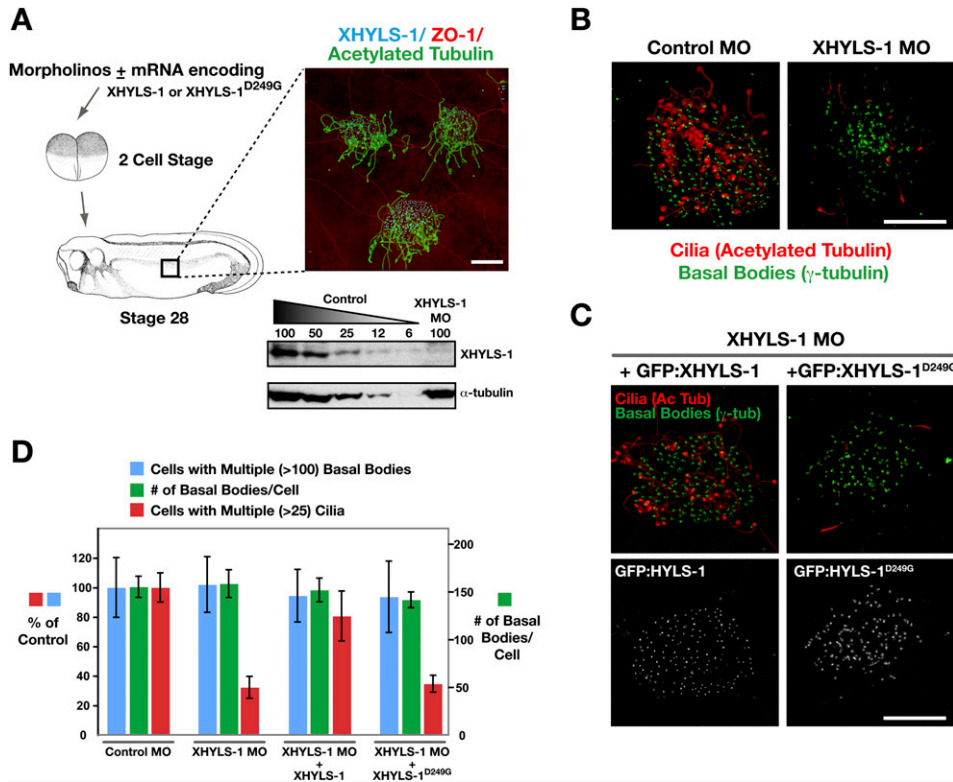 A
XHYLS-1/ ZO-1/
Acetylated Tubulin
Morpholinos ± mRNA encoding
XHYLS-1 or XHYLS-1D249G
2 Cell Stage
Stage 28
Control
XHYLS-1
MO
100 50 25 12 6 100
XHYLS-1
α-tubulin
B
Control MO XHYLS-1 MO
Cilia (Acetylated Tubulin)
Basal Bodies (γ-tubulin)
C
XHYLS-1 MO
+ GFP:XHYLS-1 +GFP:XHYLS-1D249G
Cilia (Ac Tub)
Basal Bodies (γ-tub)
GFP:HYLS-1 GFP:HYLS-1D249G
D
Cells with Multiple (>100) Basal Bodies
# of Basal Bodies/Cell
Cells with Multiple (>25) Cilia
% of
Control
120
100
80
60
40
20
0
200
150
100
50
0
# of Basal
Bodies/
Cell
Control MO
XHYLS-1 MO
XHYLS-1 MO
+
XHYLS-1
XHYLS-1 MO
+
XHYLS-1D249G